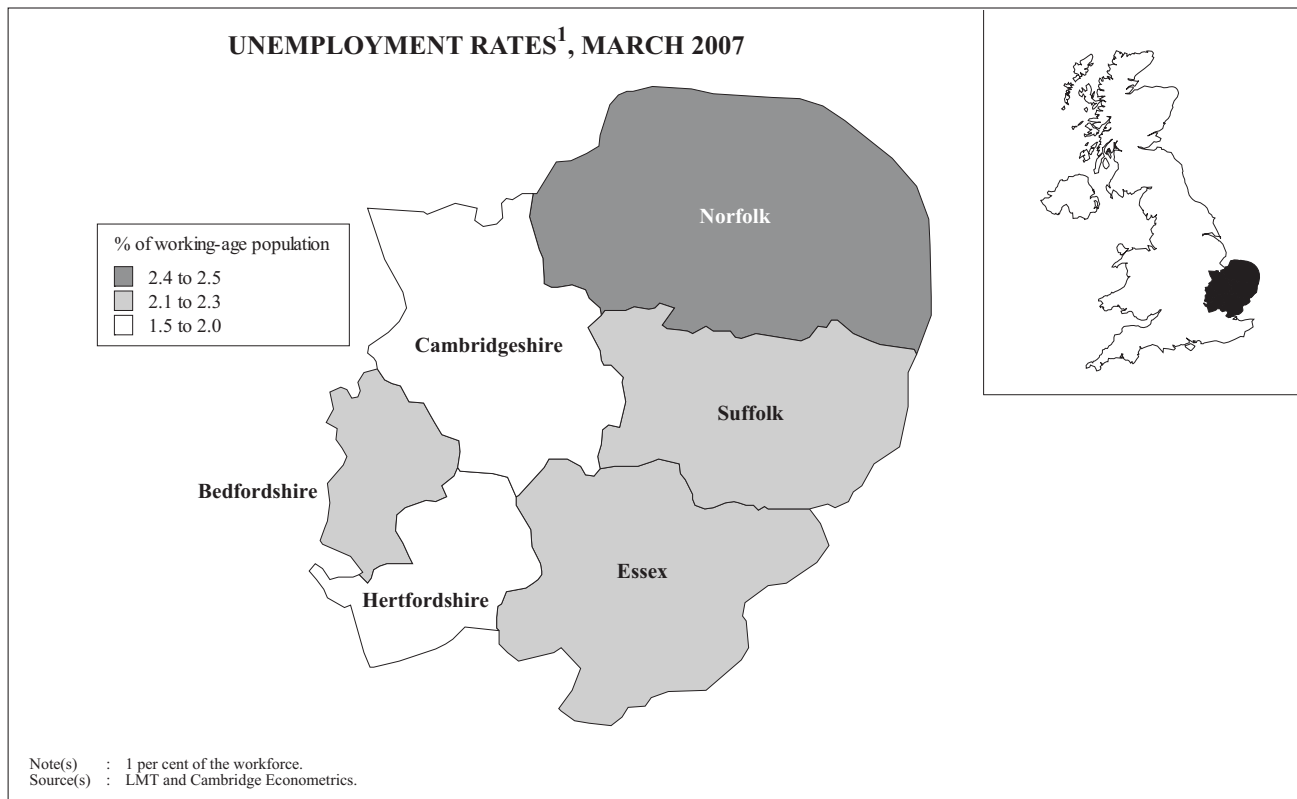 UNEMPLOYMENT RATES1, MARCH 2007
% of working-age population
2.4 to 2.5
2.1 to 2.3
1.5 to 2.0
Norfolk
Cambridgeshire
Suffolk
Bedfordshire
Essex
Hertfordshire
Note(s) : 1 per cent of the workforce.
Source(s) : LMT and Cambridge Econometrics.